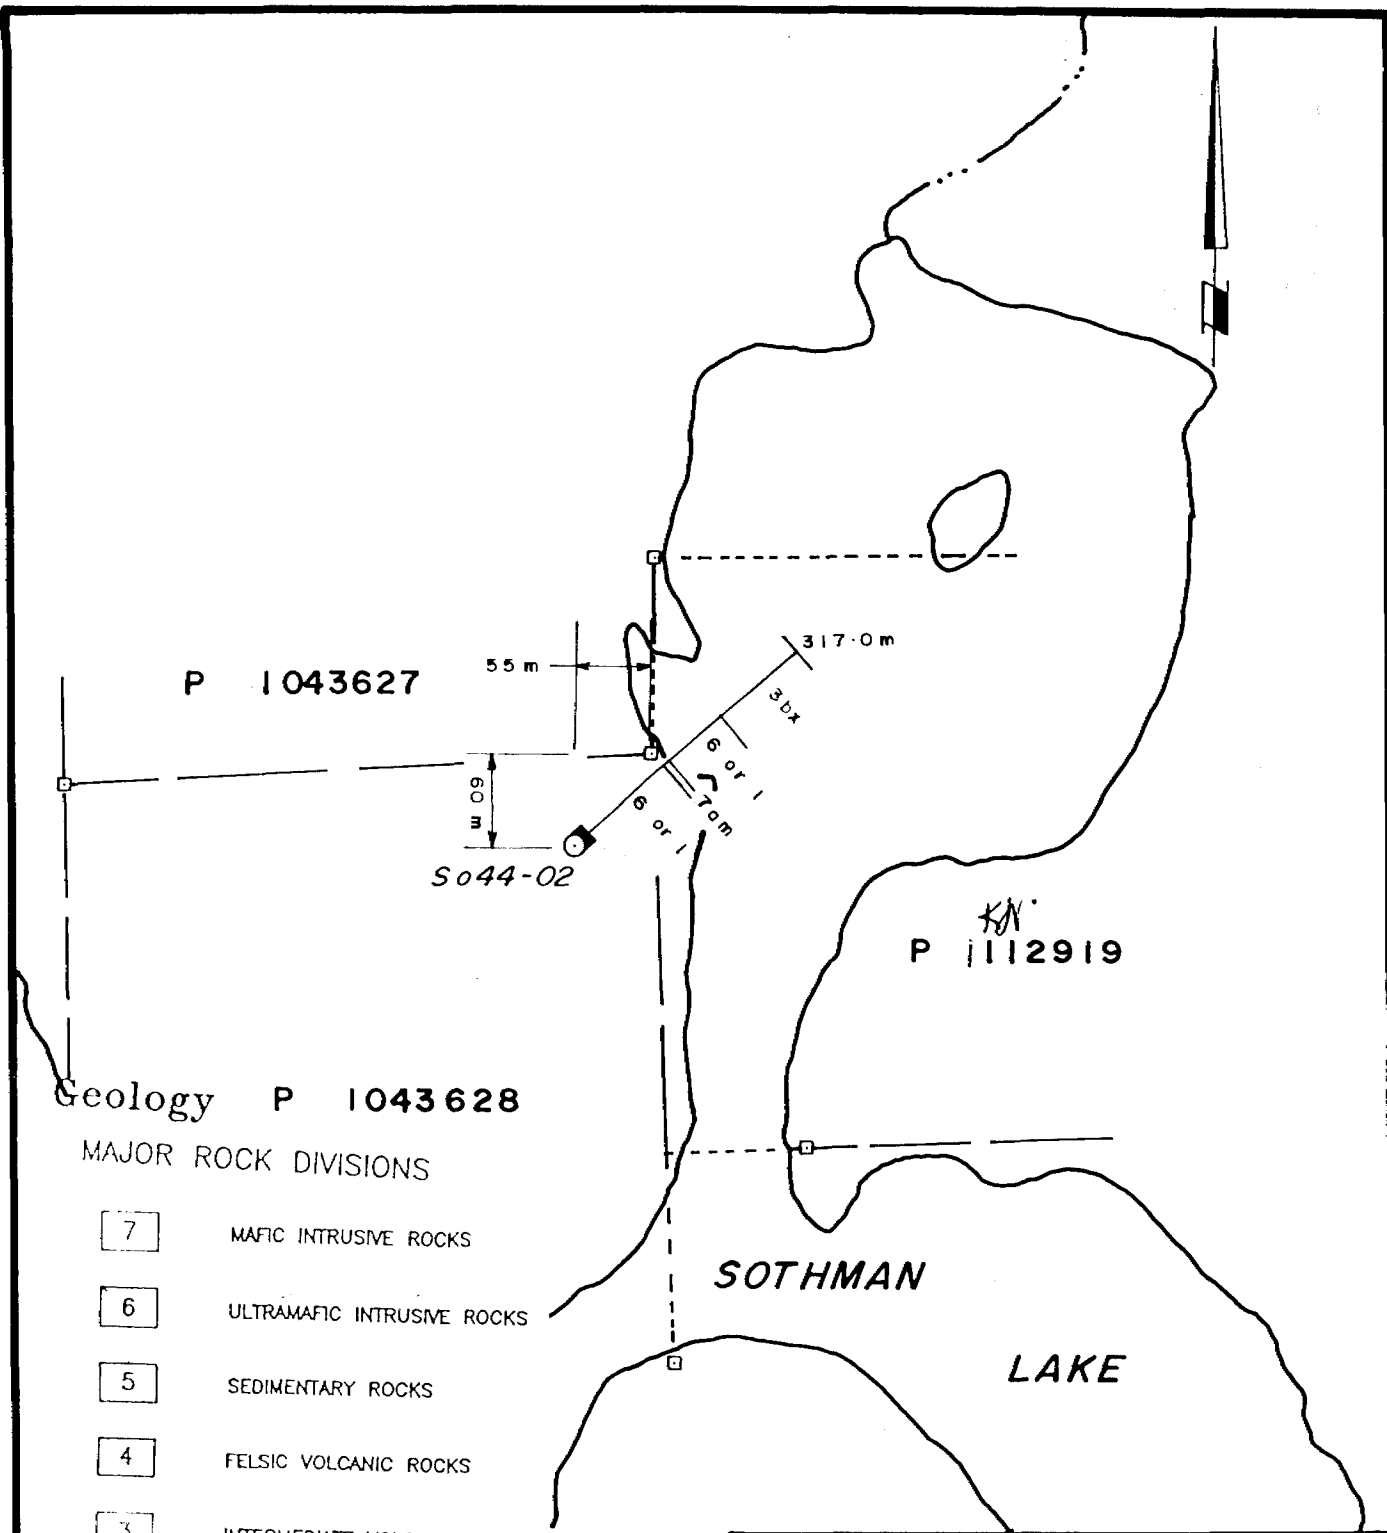 N
317.0m
55 m
P 1043627
3bx
6 or 1
7am
6 or 1
60 m
So44-02
KN.
P 1112919
Geology P 1043628
MAJOR ROCK DIVISIONS
7 MAFIC INTRUSIVE ROCKS
6 ULTRAMAFIC INTRUSIVE ROCKS
SOTHMAN
LAKE
5 SEDIMENTARY ROCKS
4 FELSIC VOLCANIC ROCKS
3